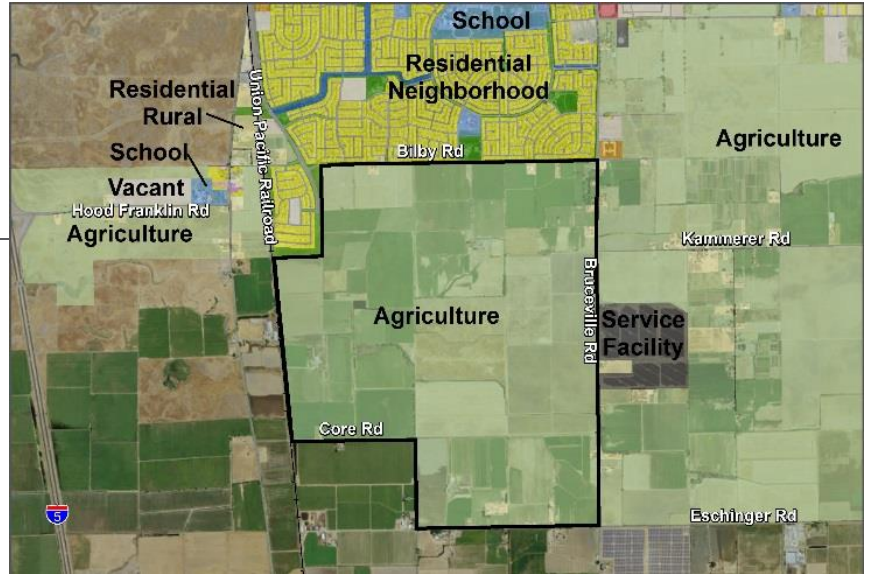 School
Residential
Neighborhood
Union Pacific Railroad
Residential
Rural
School
Vacant
Hood Franklin Rd
Agriculture
Bilby Rd
Agriculture
Kammerer Rd
Bruceville Rd
Agriculture
Service
Facility
Core Rd
Eschinger Rd
5